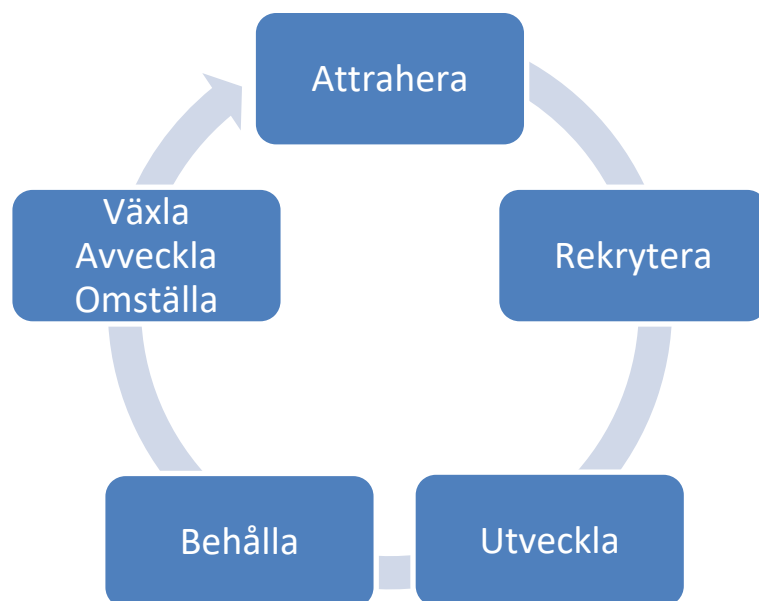 Attrahera
Rekrytera
Utveckla
Behålla
Växla
Avveckla
Omställa